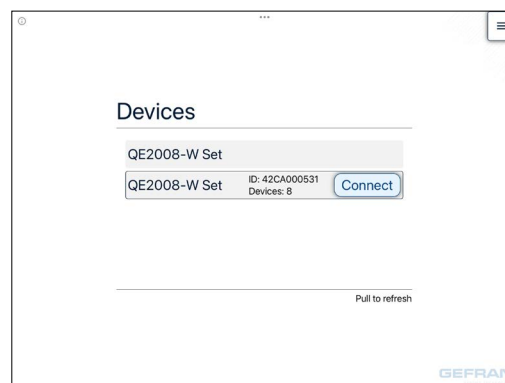 Devices
QE2008-W Set
QE2008-W Set
ID: 42CA000531
Devices: 8
Connect
Pull to refresh
GEFRAN